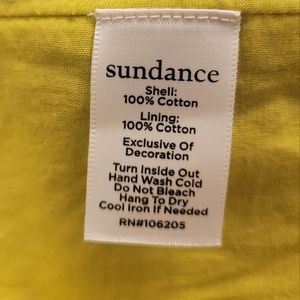 sundance
Shell:
100% Cotton
Lining:
100% Cotton
Exclusive Of
Decoration
Turn Inside Out
Hand Wash Cold
Do Not Bleach
Hang To Dry
Cool Iron If Needed
RN#106205